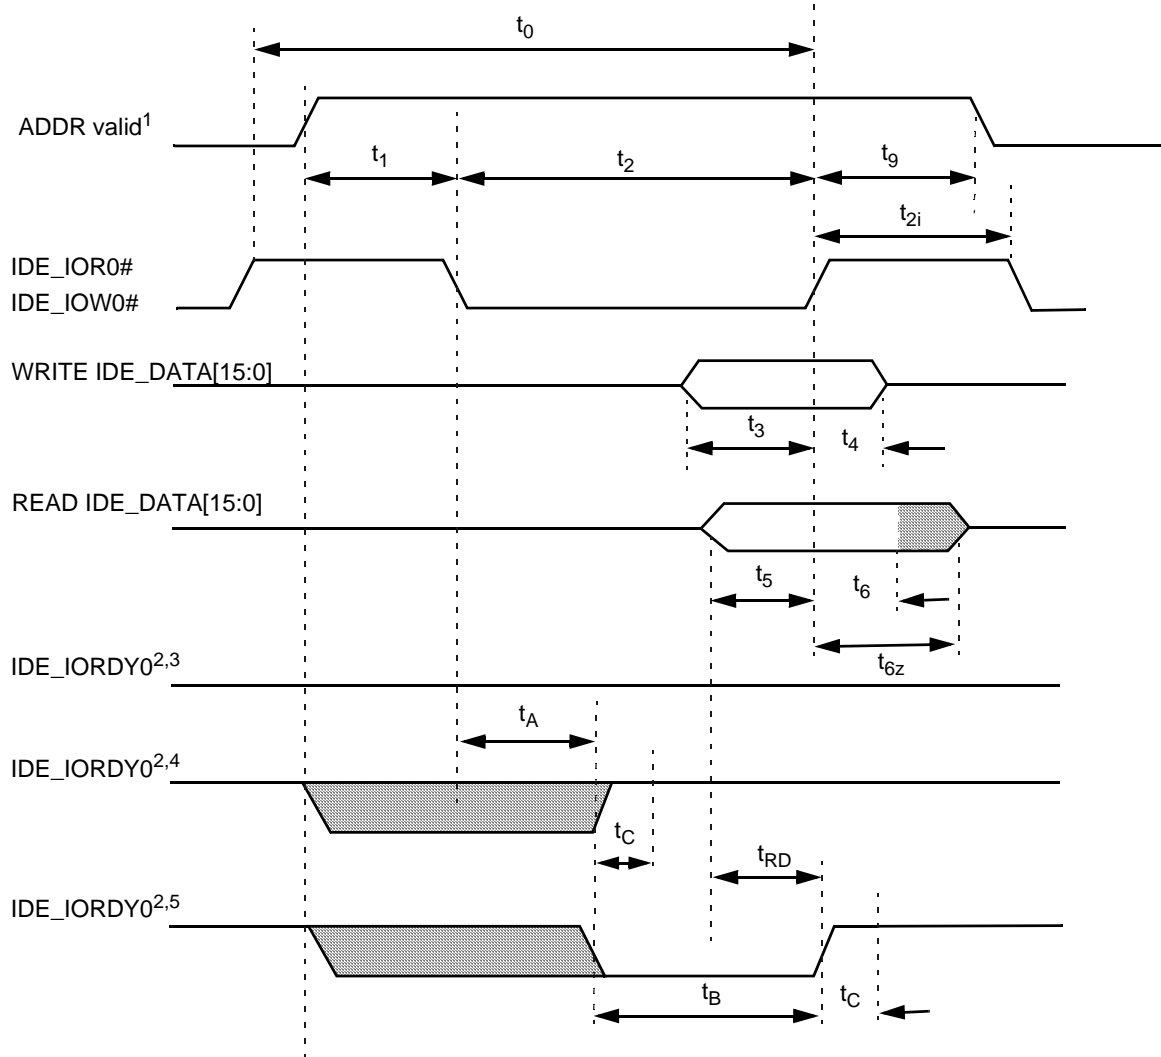 t0
ADDR valid1
t1
t2
t9
t2i
IDE_IOR0#
IDE_IOW0#
WRITE IDE_DATA[15:0]
t3
t4
READ IDE_DATA[15:0]
t5
t6
t6z
IDE_IORDY02,3
tA
IDE_IORDY02,4
tC
tRD
IDE_IORDY02,5
tB
tC